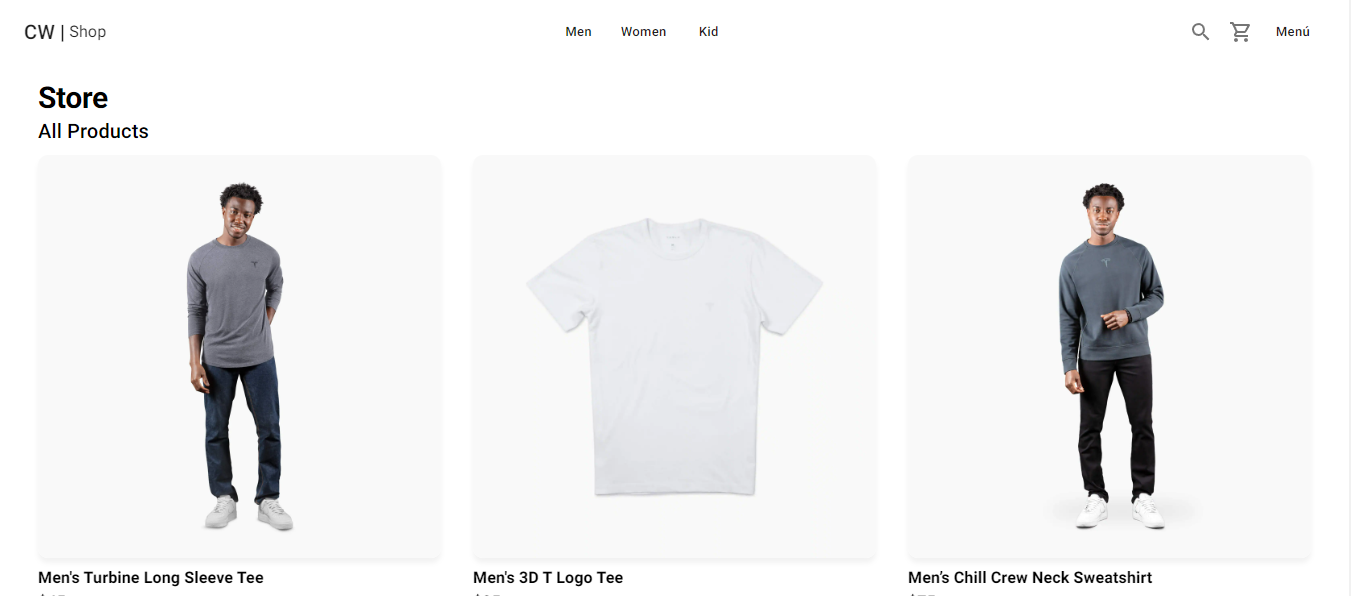 CW | Shop
Men Women Kid
Menú
Store
All Products
Men's Turbine Long Sleeve Tee
Men's 3D T Logo Tee
Men’s Chill Crew Neck Sweatshirt